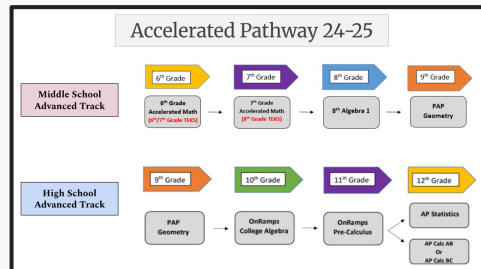 Accelerated Pathway 24-25
6th Grade
7th Grade
8th Grade
9th Grade
Middle School
Advanced Track
6th Grade
Accelerated Math
(6th/7th Grade TEKS)
7th Grade
Accelerated Math
(8th Grade TEKS)
8th Algebra 1
PAP
Geometry
9th Grade
10th Grade
11th Grade
12th Grade
High School
Advanced Track
PAP
Geometry
OnRamps
College Algebra
OnRamps
Pre-Calculus
AP Statistics
AP Calc AB
Or
AP Calc BC